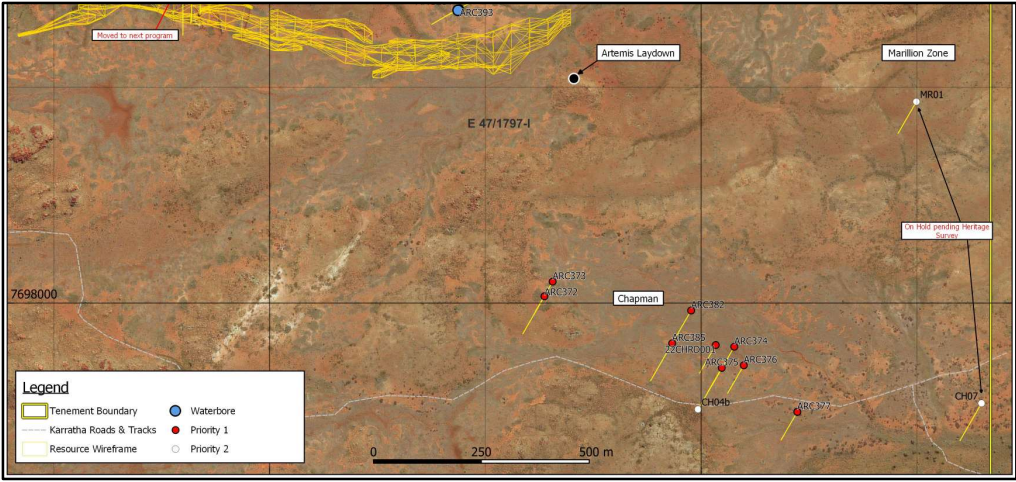 ARC393
Moved to next program
Artemis Laydown
Marillion Zone
MR01
E 47/1797-I
On Hold pending Heritage
Survey
ARC373
ARC372
7698000
Chapman
ARC382
ARC385
22CHRD001
ARC374
ARC375
ARC376
CH04b
CH07
ARC377
Legend
Tenement Boundary
Waterbore
Karratha Roads & Tracks
Priority 1
Resource Wireframe
Priority 2
0 250 500 m